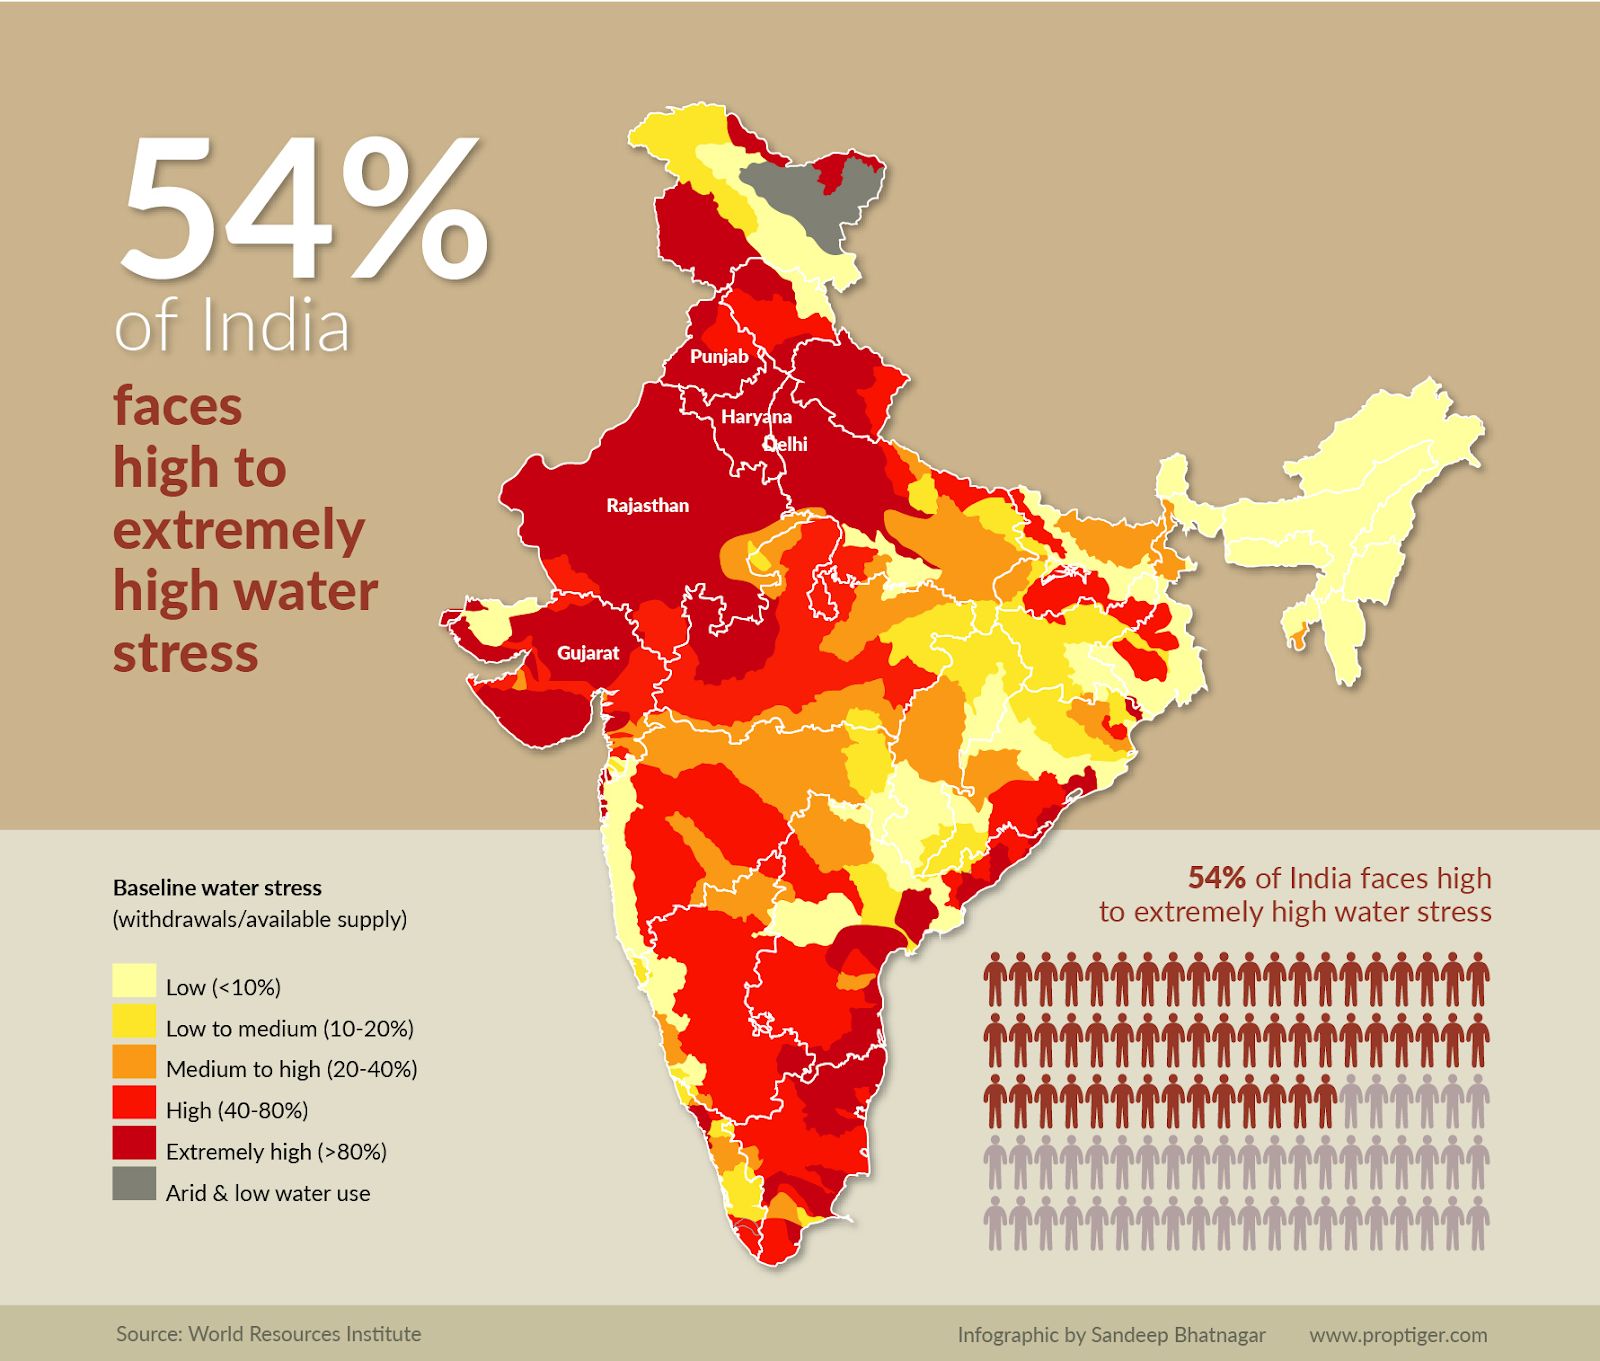 54%
of India
faces
high to
extremely
high water
stress
Punjab
Haryana
Delhi
Rajasthan
Gujarat
Baseline water stress
(withdrawals/available supply)
Low (<10%)
Low to medium (10-20%)
Medium to high (20-40%)
High (40-80%)
Extremely high (>80%)
Arid & low water use
54% of India faces high
to extremely high water stress
Source: World Resources Institute
Infographic by Sandeep Bhatnagar
www.proptiger.com